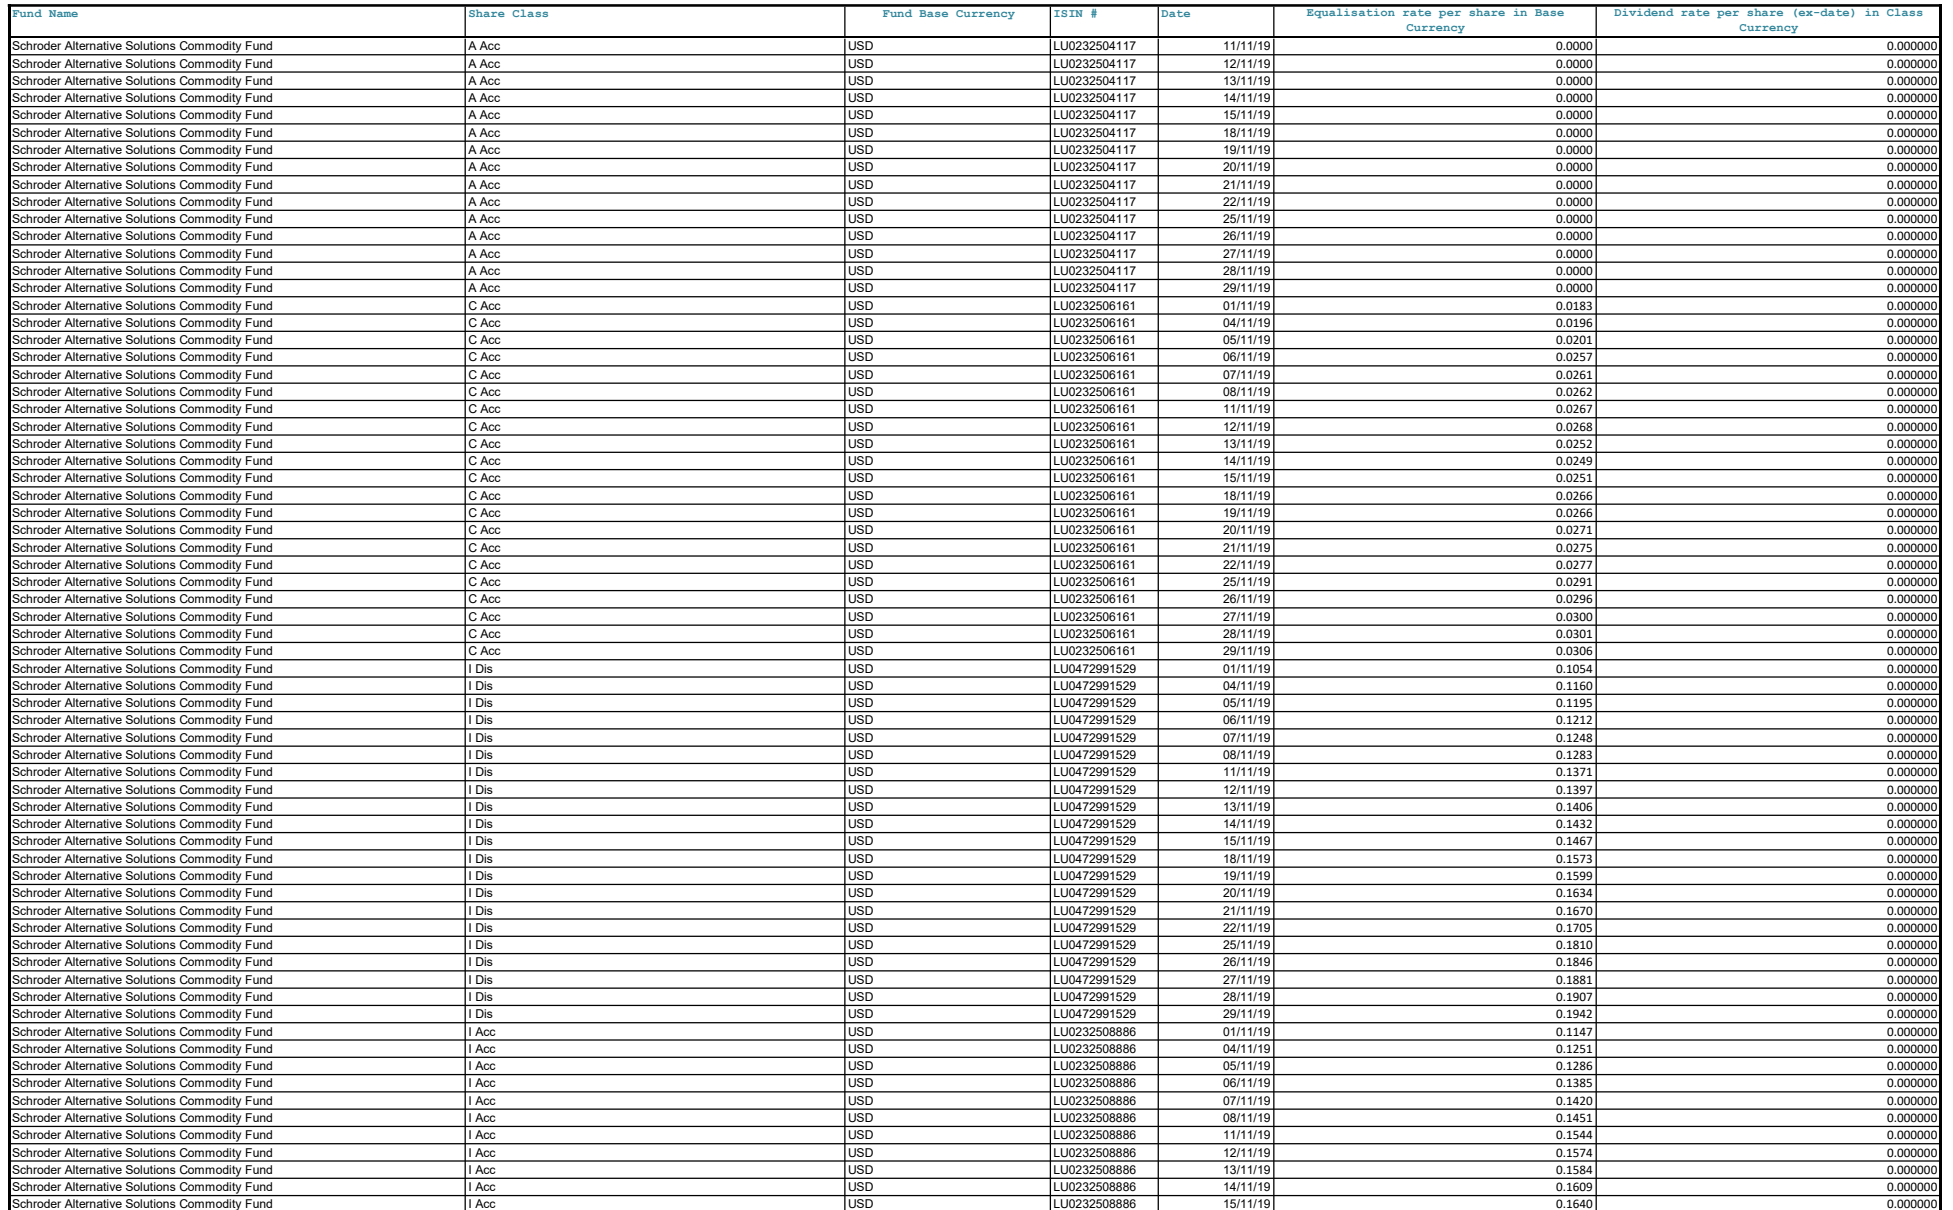 Fund Name Share Class Fund Base Currency ISIN # Date Equalisation rate per share in Base Currency Dividend rate per share (ex-date) in Class Currency
Schroder Alternative Solutions Commodity Fund A Acc USD LU0232504117 11/11/19 0.0000 0.000000
Schroder Alternative Solutions Commodity Fund A Acc USD LU0232504117 12/11/19 0.0000 0.000000
Schroder Alternative Solutions Commodity Fund A Acc USD LU0232504117 13/11/19 0.0000 0.000000
Schroder Alternative Solutions Commodity Fund A Acc USD LU0232504117 14/11/19 0.0000 0.000000
Schroder Alternative Solutions Commodity Fund A Acc USD LU0232504117 15/11/19 0.0000 0.000000
Schroder Alternative Solutions Commodity Fund A Acc USD LU0232504117 18/11/19 0.0000 0.000000
Schroder Alternative Solutions Commodity Fund A Acc USD LU0232504117 19/11/19 0.0000 0.000000
Schroder Alternative Solutions Commodity Fund A Acc USD LU0232504117 20/11/19 0.0000 0.000000
Schroder Alternative Solutions Commodity Fund A Acc USD LU0232504117 21/11/19 0.0000 0.000000
Schroder Alternative Solutions Commodity Fund A Acc USD LU0232504117 22/11/19 0.0000 0.000000
Schroder Alternative Solutions Commodity Fund A Acc USD LU0232504117 25/11/19 0.0000 0.000000
Schroder Alternative Solutions Commodity Fund A Acc USD LU0232504117 26/11/19 0.0000 0.000000
Schroder Alternative Solutions Commodity Fund A Acc USD LU0232504117 27/11/19 0.0000 0.000000
Schroder Alternative Solutions Commodity Fund A Acc USD LU0232504117 28/11/19 0.0000 0.000000
Schroder Alternative Solutions Commodity Fund A Acc USD LU0232504117 29/11/19 0.0000 0.000000
Schroder Alternative Solutions Commodity Fund C Acc USD LU0232506161 01/11/19 0.0183 0.000000
Schroder Alternative Solutions Commodity Fund C Acc USD LU0232506161 04/11/19 0.0196 0.000000
Schroder Alternative Solutions Commodity Fund C Acc USD LU0232506161 05/11/19 0.0201 0.000000
Schroder Alternative Solutions Commodity Fund C Acc USD LU0232506161 06/11/19 0.0257 0.000000
Schroder Alternative Solutions Commodity Fund C Acc USD LU0232506161 07/11/19 0.0261 0.000000
Schroder Alternative Solutions Commodity Fund C Acc USD LU0232506161 08/11/19 0.0262 0.000000
Schroder Alternative Solutions Commodity Fund C Acc USD LU0232506161 11/11/19 0.0267 0.000000
Schroder Alternative Solutions Commodity Fund C Acc USD LU0232506161 12/11/19 0.0268 0.000000
Schroder Alternative Solutions Commodity Fund C Acc USD LU0232506161 13/11/19 0.0252 0.000000
Schroder Alternative Solutions Commodity Fund C Acc USD LU0232506161 14/11/19 0.0249 0.000000
Schroder Alternative Solutions Commodity Fund C Acc USD LU0232506161 15/11/19 0.0251 0.000000
Schroder Alternative Solutions Commodity Fund C Acc USD LU0232506161 18/11/19 0.0266 0.000000
Schroder Alternative Solutions Commodity Fund C Acc USD LU0232506161 19/11/19 0.0266 0.000000
Schroder Alternative Solutions Commodity Fund C Acc USD LU0232506161 20/11/19 0.0271 0.000000
Schroder Alternative Solutions Commodity Fund C Acc USD LU0232506161 21/11/19 0.0275 0.000000
Schroder Alternative Solutions Commodity Fund C Acc USD LU0232506161 22/11/19 0.0277 0.000000
Schroder Alternative Solutions Commodity Fund C Acc USD LU0232506161 25/11/19 0.0291 0.000000
Schroder Alternative Solutions Commodity Fund C Acc USD LU0232506161 26/11/19 0.0296 0.000000
Schroder Alternative Solutions Commodity Fund C Acc USD LU0232506161 27/11/19 0.0300 0.000000
Schroder Alternative Solutions Commodity Fund C Acc USD LU0232506161 28/11/19 0.0301 0.000000
Schroder Alternative Solutions Commodity Fund C Acc USD LU0232506161 29/11/19 0.0306 0.000000
Schroder Alternative Solutions Commodity Fund I Dis USD LU0472991529 01/11/19 0.1054 0.000000
Schroder Alternative Solutions Commodity Fund I Dis USD LU0472991529 04/11/19 0.1160 0.000000
Schroder Alternative Solutions Commodity Fund I Dis USD LU0472991529 05/11/19 0.1195 0.000000
Schroder Alternative Solutions Commodity Fund I Dis USD LU0472991529 06/11/19 0.1212 0.000000
Schroder Alternative Solutions Commodity Fund I Dis USD LU0472991529 07/11/19 0.1248 0.000000
Schroder Alternative Solutions Commodity Fund I Dis USD LU0472991529 08/11/19 0.1283 0.000000
Schroder Alternative Solutions Commodity Fund I Dis USD LU0472991529 11/11/19 0.1371 0.000000
Schroder Alternative Solutions Commodity Fund I Dis USD LU0472991529 12/11/19 0.1397 0.000000
Schroder Alternative Solutions Commodity Fund I Dis USD LU0472991529 13/11/19 0.1406 0.000000
Schroder Alternative Solutions Commodity Fund I Dis USD LU0472991529 14/11/19 0.1432 0.000000
Schroder Alternative Solutions Commodity Fund I Dis USD LU0472991529 15/11/19 0.1467 0.000000
Schroder Alternative Solutions Commodity Fund I Dis USD LU0472991529 18/11/19 0.1573 0.000000
Schroder Alternative Solutions Commodity Fund I Dis USD LU0472991529 19/11/19 0.1599 0.000000
Schroder Alternative Solutions Commodity Fund I Dis USD LU0472991529 20/11/19 0.1634 0.000000
Schroder Alternative Solutions Commodity Fund I Dis USD LU0472991529 21/11/19 0.1670 0.000000
Schroder Alternative Solutions Commodity Fund I Dis USD LU0472991529 22/11/19 0.1705 0.000000
Schroder Alternative Solutions Commodity Fund I Dis USD LU0472991529 25/11/19 0.1810 0.000000
Schroder Alternative Solutions Commodity Fund I Dis USD LU0472991529 26/11/19 0.1846 0.000000
Schroder Alternative Solutions Commodity Fund I Dis USD LU0472991529 27/11/19 0.1881 0.000000
Schroder Alternative Solutions Commodity Fund I Dis USD LU0472991529 28/11/19 0.1907 0.000000
Schroder Alternative Solutions Commodity Fund I Dis USD LU0472991529 29/11/19 0.1942 0.000000
Schroder Alternative Solutions Commodity Fund I Acc USD LU0232508886 01/11/19 0.1147 0.000000
Schroder Alternative Solutions Commodity Fund I Acc USD LU0232508886 04/11/19 0.1251 0.000000
Schroder Alternative Solutions Commodity Fund I Acc USD LU0232508886 05/11/19 0.1286 0.000000
Schroder Alternative Solutions Commodity Fund I Acc USD LU0232508886 06/11/19 0.1385 0.000000
Schroder Alternative Solutions Commodity Fund I Acc USD LU0232508886 07/11/19 0.1420 0.000000
Schroder Alternative Solutions Commodity Fund I Acc USD LU0232508886 08/11/19 0.1451 0.000000
Schroder Alternative Solutions Commodity Fund I Acc USD LU0232508886 11/11/19 0.1544 0.000000
Schroder Alternative Solutions Commodity Fund I Acc USD LU0232508886 12/11/19 0.1574 0.000000
Schroder Alternative Solutions Commodity Fund I Acc USD LU0232508886 13/11/19 0.1584 0.000000
Schroder Alternative Solutions Commodity Fund I Acc USD LU0232508886 14/11/19 0.1609 0.000000
Schroder Alternative Solutions Commodity Fund I Acc USD LU0232508886 15/11/19 0.1640 0.000000